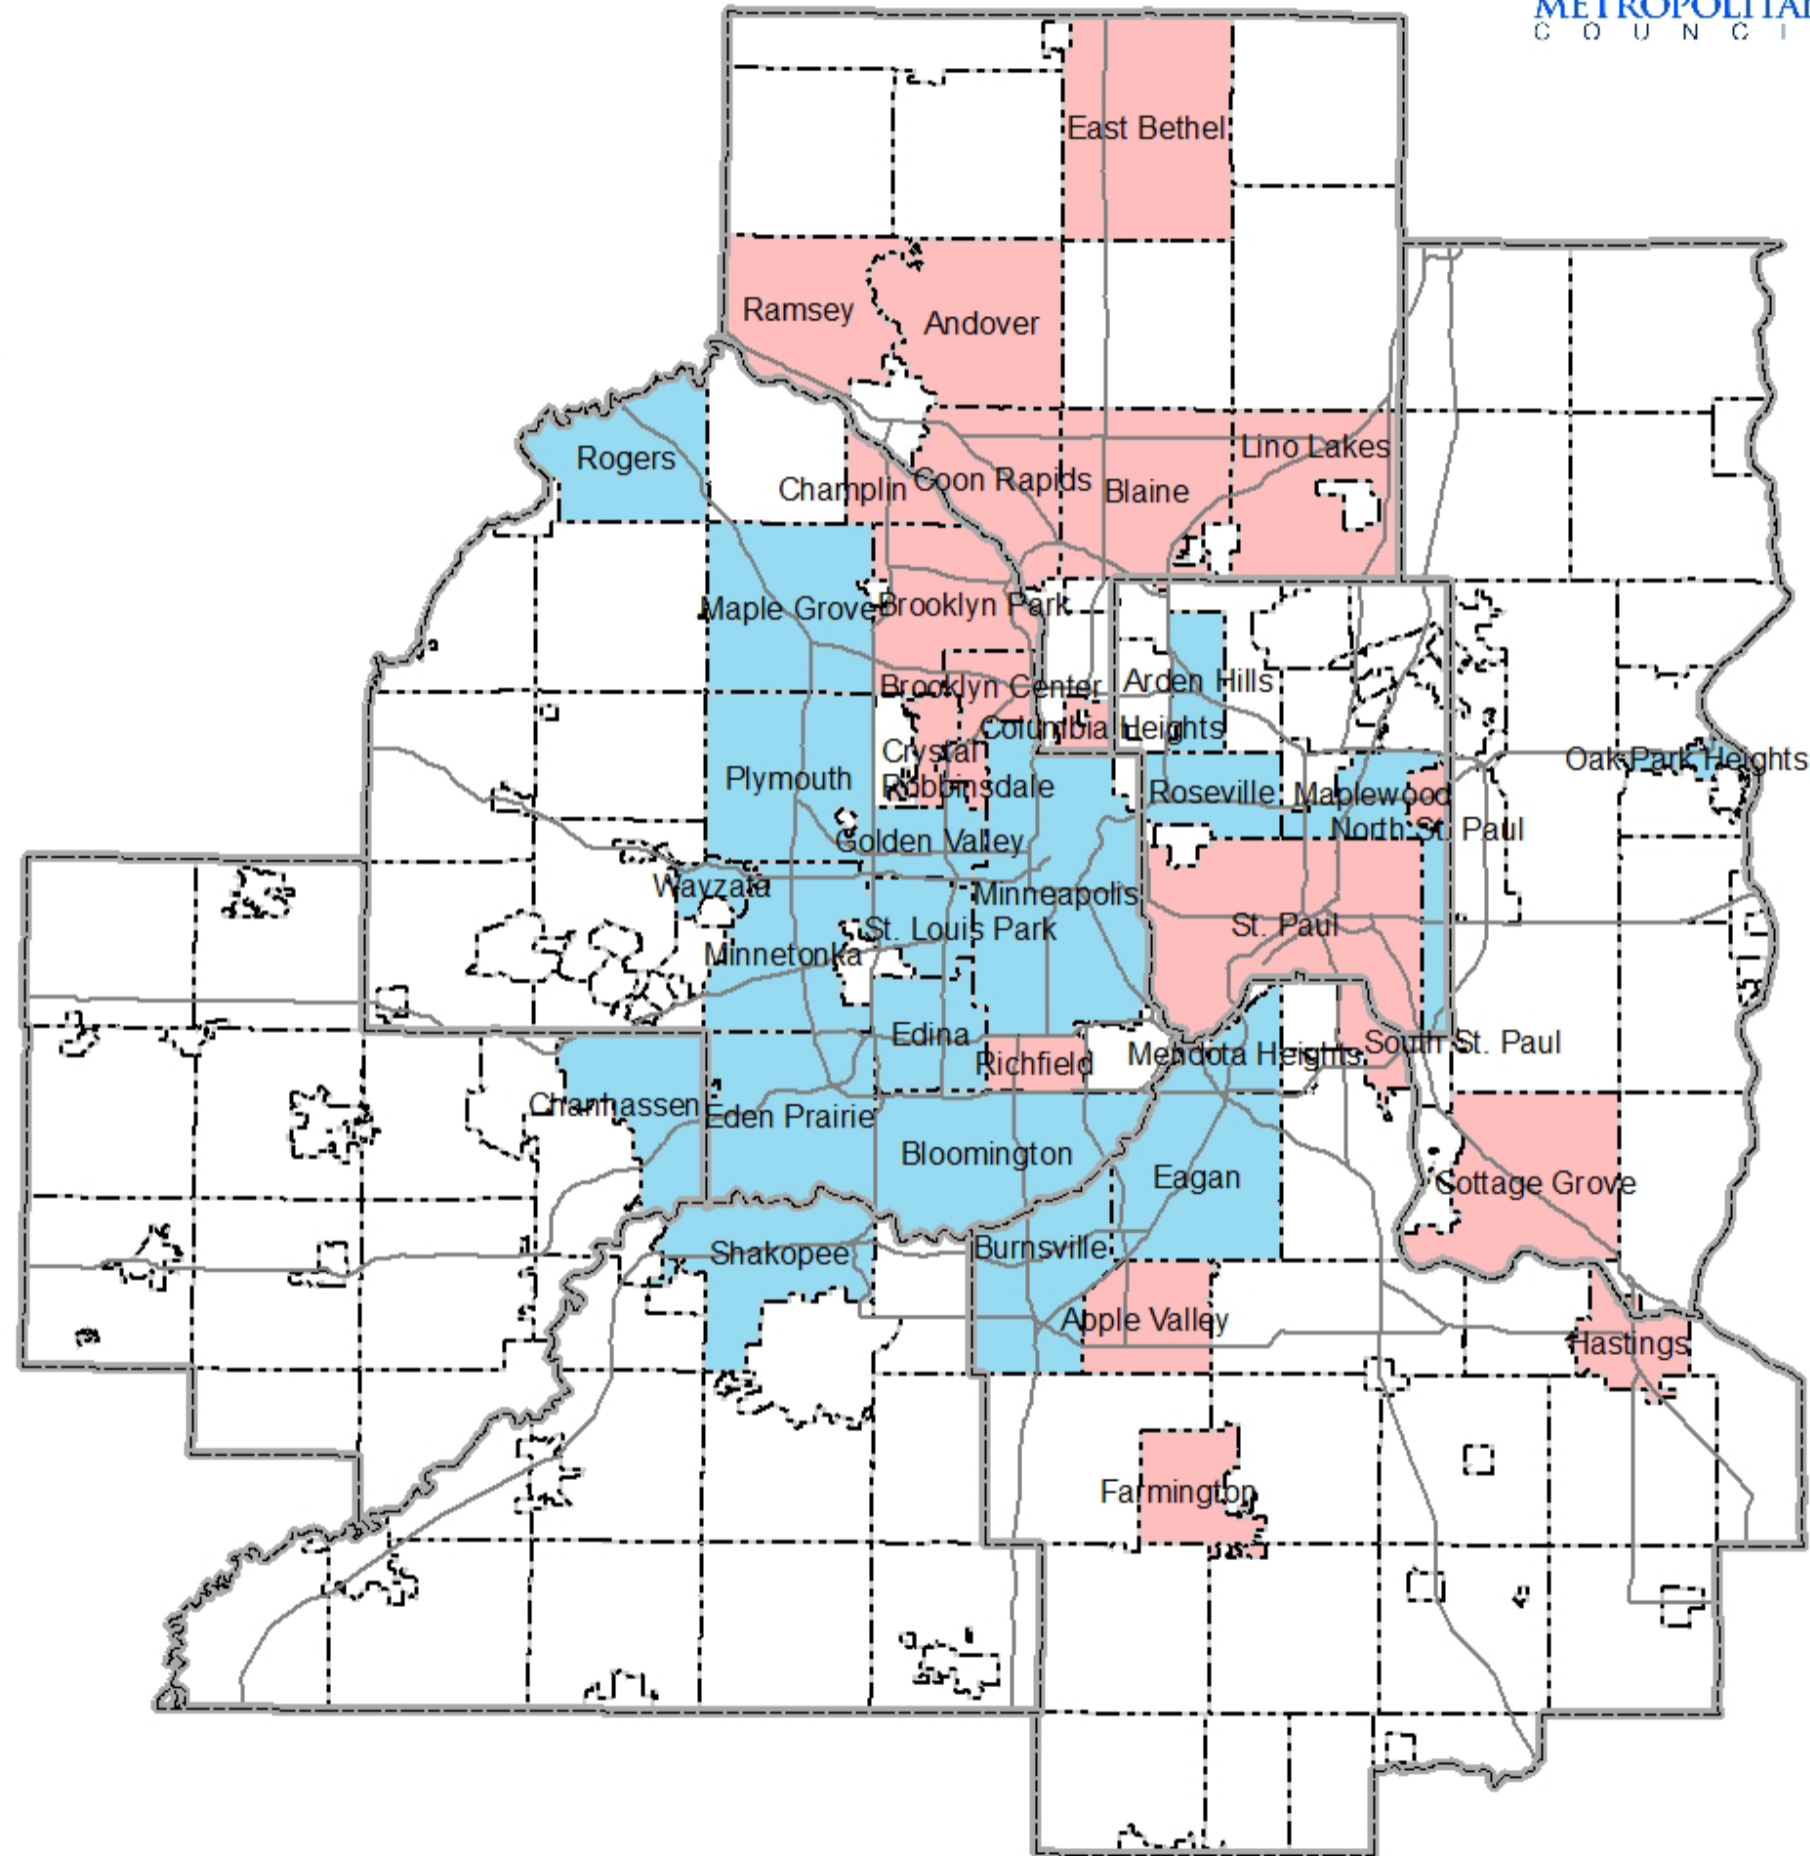 METROPOLITA
C O U N C I
East Bethel
Ramsey
Andover
Rogers
Lino Lakes
Champlin
Coon Rapids
Blaine
Maple Grove
Brooklyn Park
Brooklyn Center
Arden Hills
Columbia Heights
Crystal
Oak Park Heights
Plymouth
Robbinsdale
Roseville
Maplewood
North St. Paul
Golden Valley
Wayzata
Minneapolis
St. Louis Park
St. Paul
Minnetonka
Edina
Richfield
Mendota Heights
South St. Paul
Chanhassen
Eden Prairie
Bloomington
Eagan
Cottage Grove
Shakopee
Burnsville
Apple Valley
Hastings
Farmington